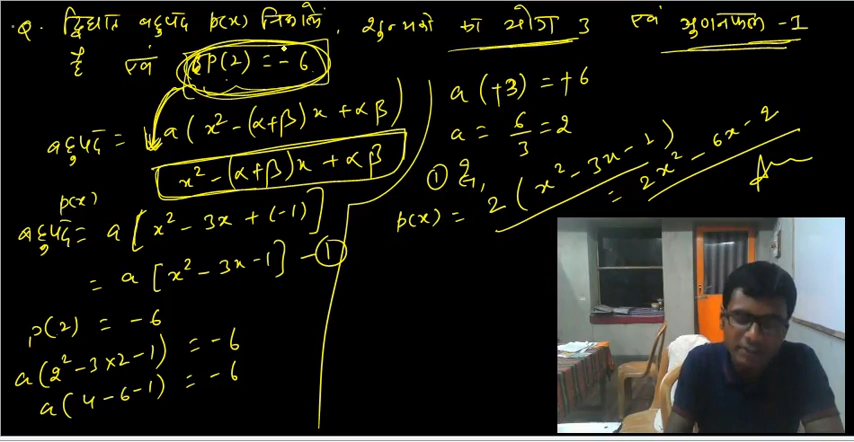 Q. द्विघात बहुपद p(x) निकालें, शून्यकों का योग 3 एवं गुणनफल -1
है एवं p(2) = -6
बहुपद = a(x² - (α+β)x + αβ)
x² - (α+β)x + αβ
p(x)
बहुपद = a[x² - 3x + (-1)]
= a[x² - 3x - 1] - ①
p(2) = -6
a(2² - 3×2 - 1) = -6
a(4 - 6 - 1) = -6
a(+3) = +6
a = 6/3 = 2
① से,
p(x) = 2(x² - 3x - 1)
= 2x² - 6x - 2